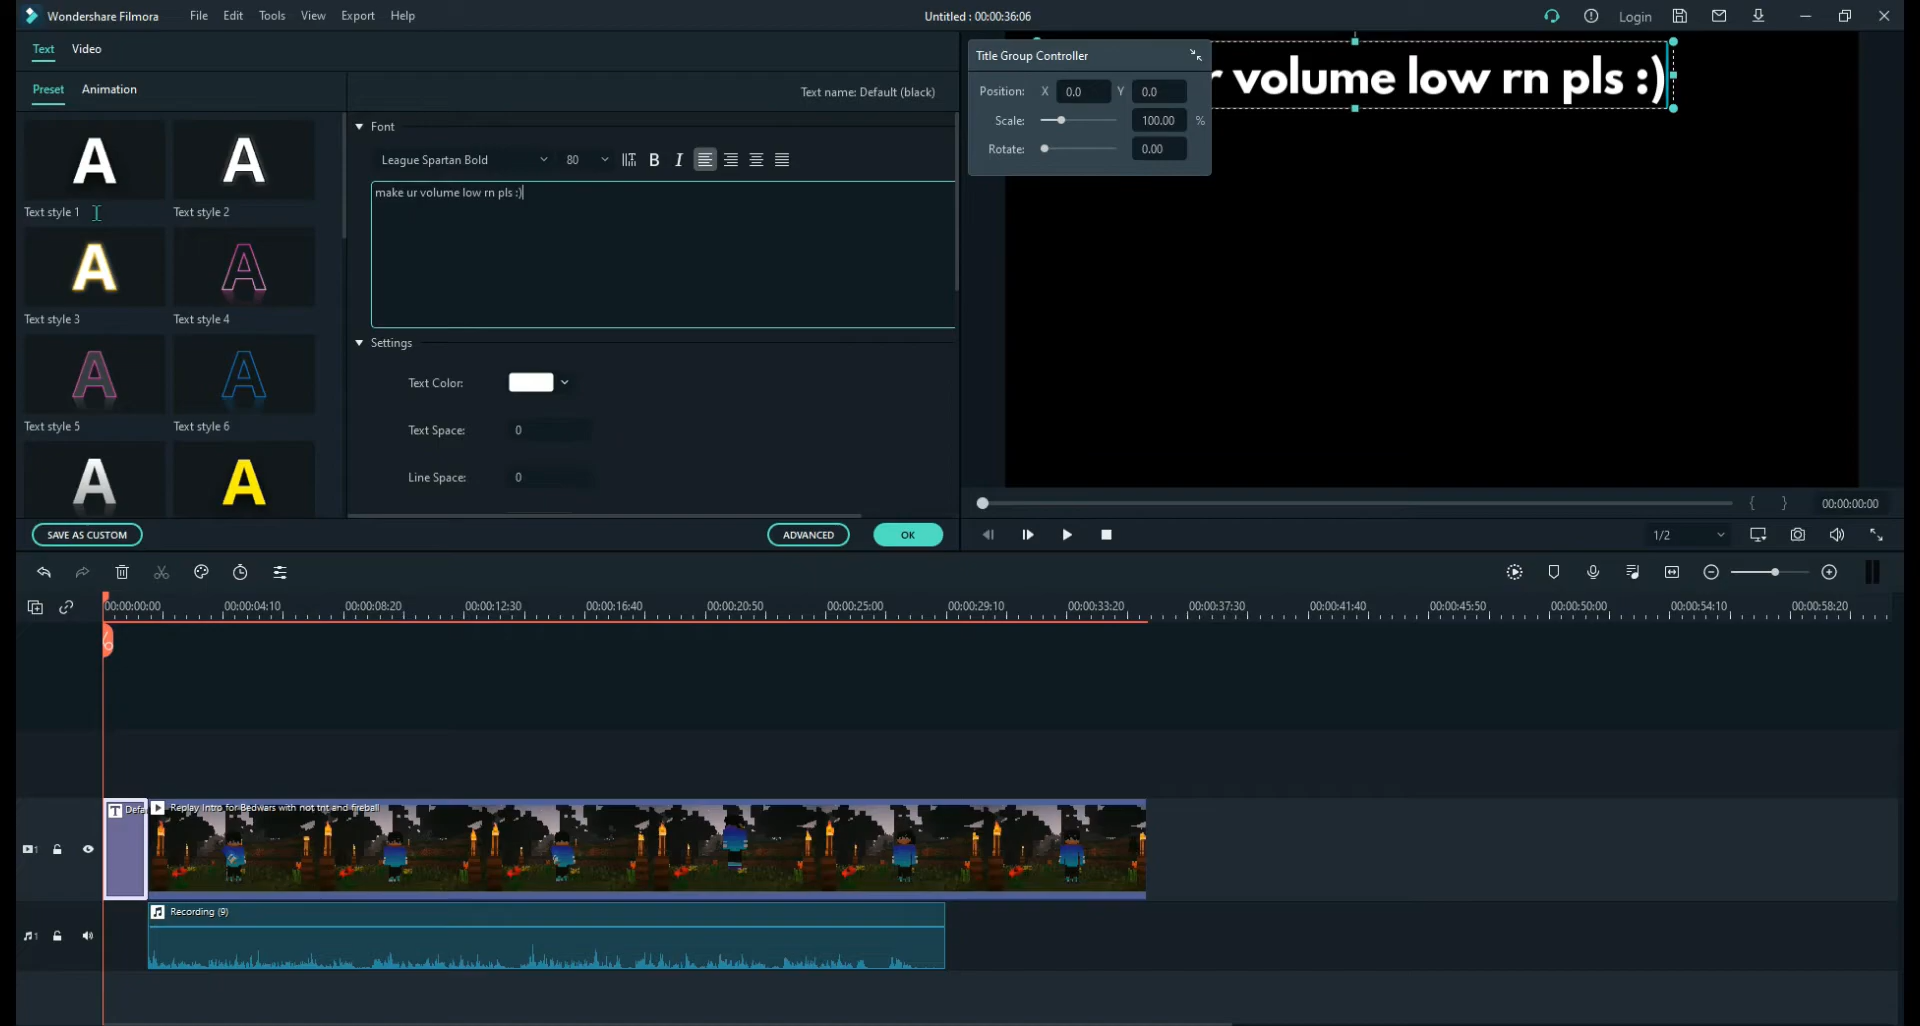 Wondershare Filmora File Edit Tools View Export Help Untitled : 00:00:36:06 Login
Text Video
Title Group Controller
r volume low rn pls :)
Preset Animation
Text name: Default (black)
Position: X 0.0 Y 0.0
Scale: 100.00 %
Rotate: 0.00
Font
League Spartan Bold 80 B I
make ur volume low rn pls :)
A A
Text style 1 Text style 2
A A
Text style 3 Text style 4
A A
Text style 5 Text style 6
A A
Settings
Text Color:
Text Space: 0
Line Space: 0
{ } 00:00:00:00
SAVE AS CUSTOM ADVANCED OK
1/2
00:00:00:00 00:00:04:10 00:00:08:20 00:00:12:30 00:00:16:40 00:00:20:50 00:00:25:00 00:00:29:10 00:00:33:20 00:00:37:30 00:00:41:40 00:00:45:50 00:00:50:00 00:00:54:10 00:00:58:20
T Defa Replay Intro for Bedwars with not tnt and fireball
1
Recording (9)
1